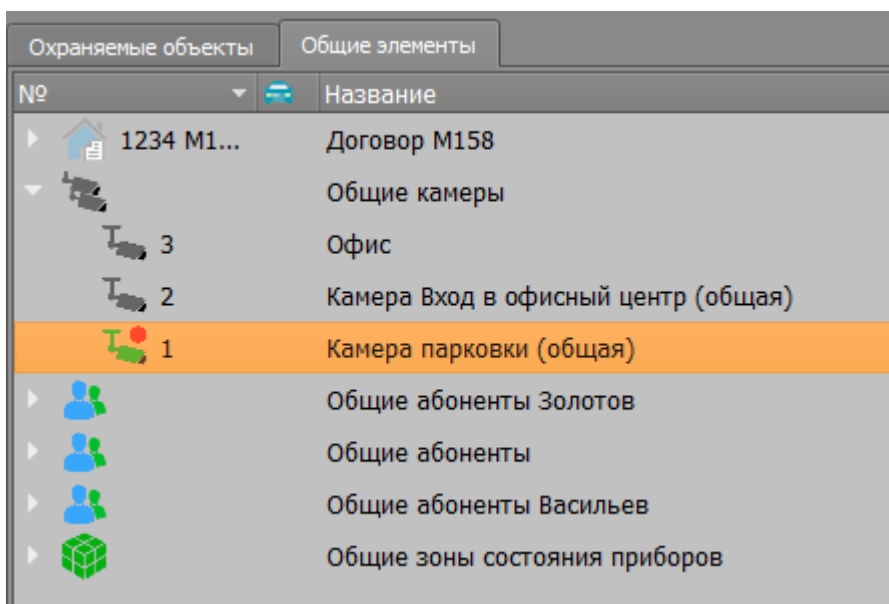 Охраняемые объекты Общие элементы
№ Название
1234 М1... Договор М158
Общие камеры
3 Офис
2 Камера Вход в офисный центр (общая)
1 Камера парковки (общая)
Общие абоненты Золотов
Общие абоненты
Общие абоненты Васильев
Общие зоны состояния приборов